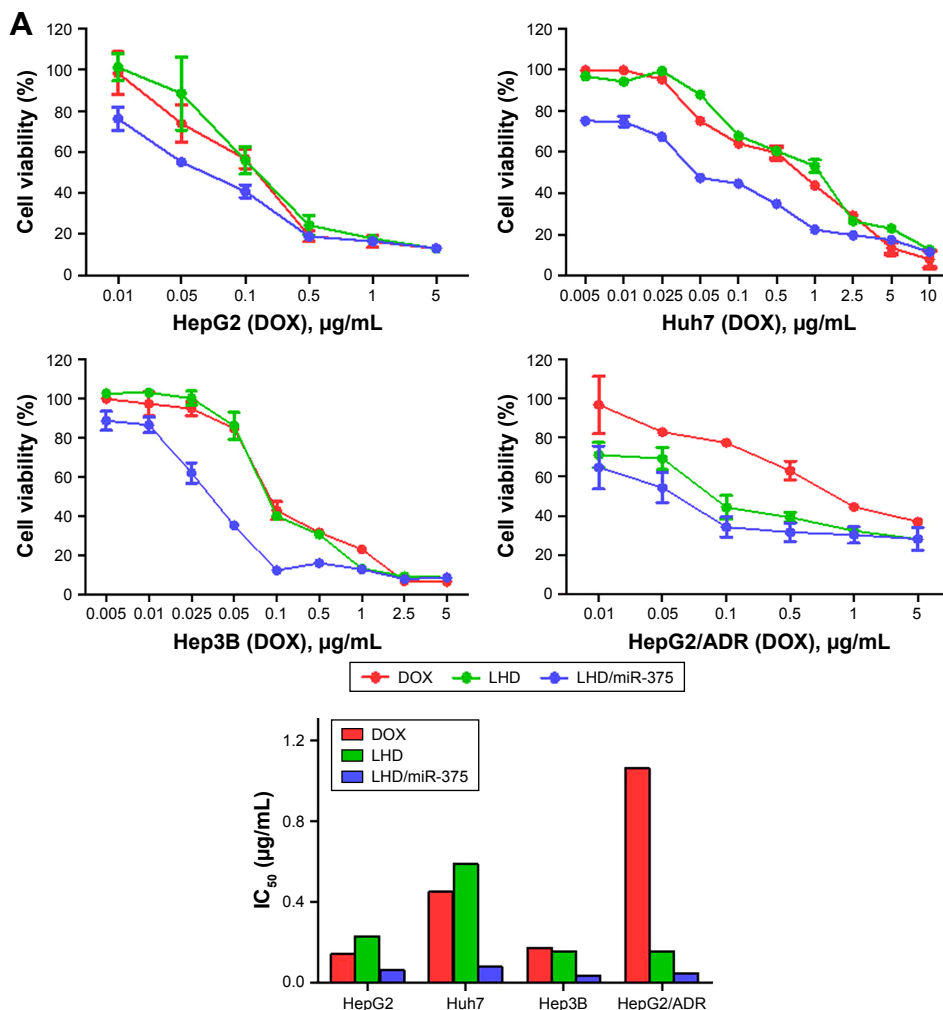 A
Cell viability (%)
120
100
80
60
40
20
0
0.01 0.05 0.1 0.5 1 5
HepG2 (DOX), µg/mL
Cell viability (%)
120
100
80
60
40
20
0
0.005 0.01 0.025 0.05 0.1 0.5 1 2.5 5 10
Huh7 (DOX), µg/mL
Cell viability (%)
120
100
80
60
40
20
0
0.005 0.01 0.025 0.05 0.1 0.5 1 2.5 5
Hep3B (DOX), µg/mL
Cell viability (%)
120
100
80
60
40
20
0
0.01 0.05 0.1 0.5 1 5
HepG2/ADR (DOX), µg/mL
DOX LHD LHD/miR-375
IC50 (µg/mL)
1.2
0.8
0.4
0.0
DOX
LHD
LHD/miR-375
HepG2 Huh7 Hep3B HepG2/ADR